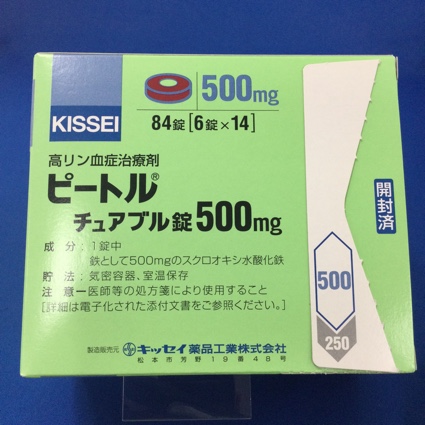 500mg
KISSEI
84錠[6錠×14]
高リン血症治療剤
ピートル®
チュアブル錠500mg
成分:1錠中
鉄として500mgのスクロオキシ水酸化鉄
貯法:気密容器、室温保存
注意-医師等の処方箋により使用すること
[詳細は電子化された添付文書をご参照ください。]
製造販売元 キッセイ薬品工業株式会社
松本市芳野19番48号
開封済
500
250